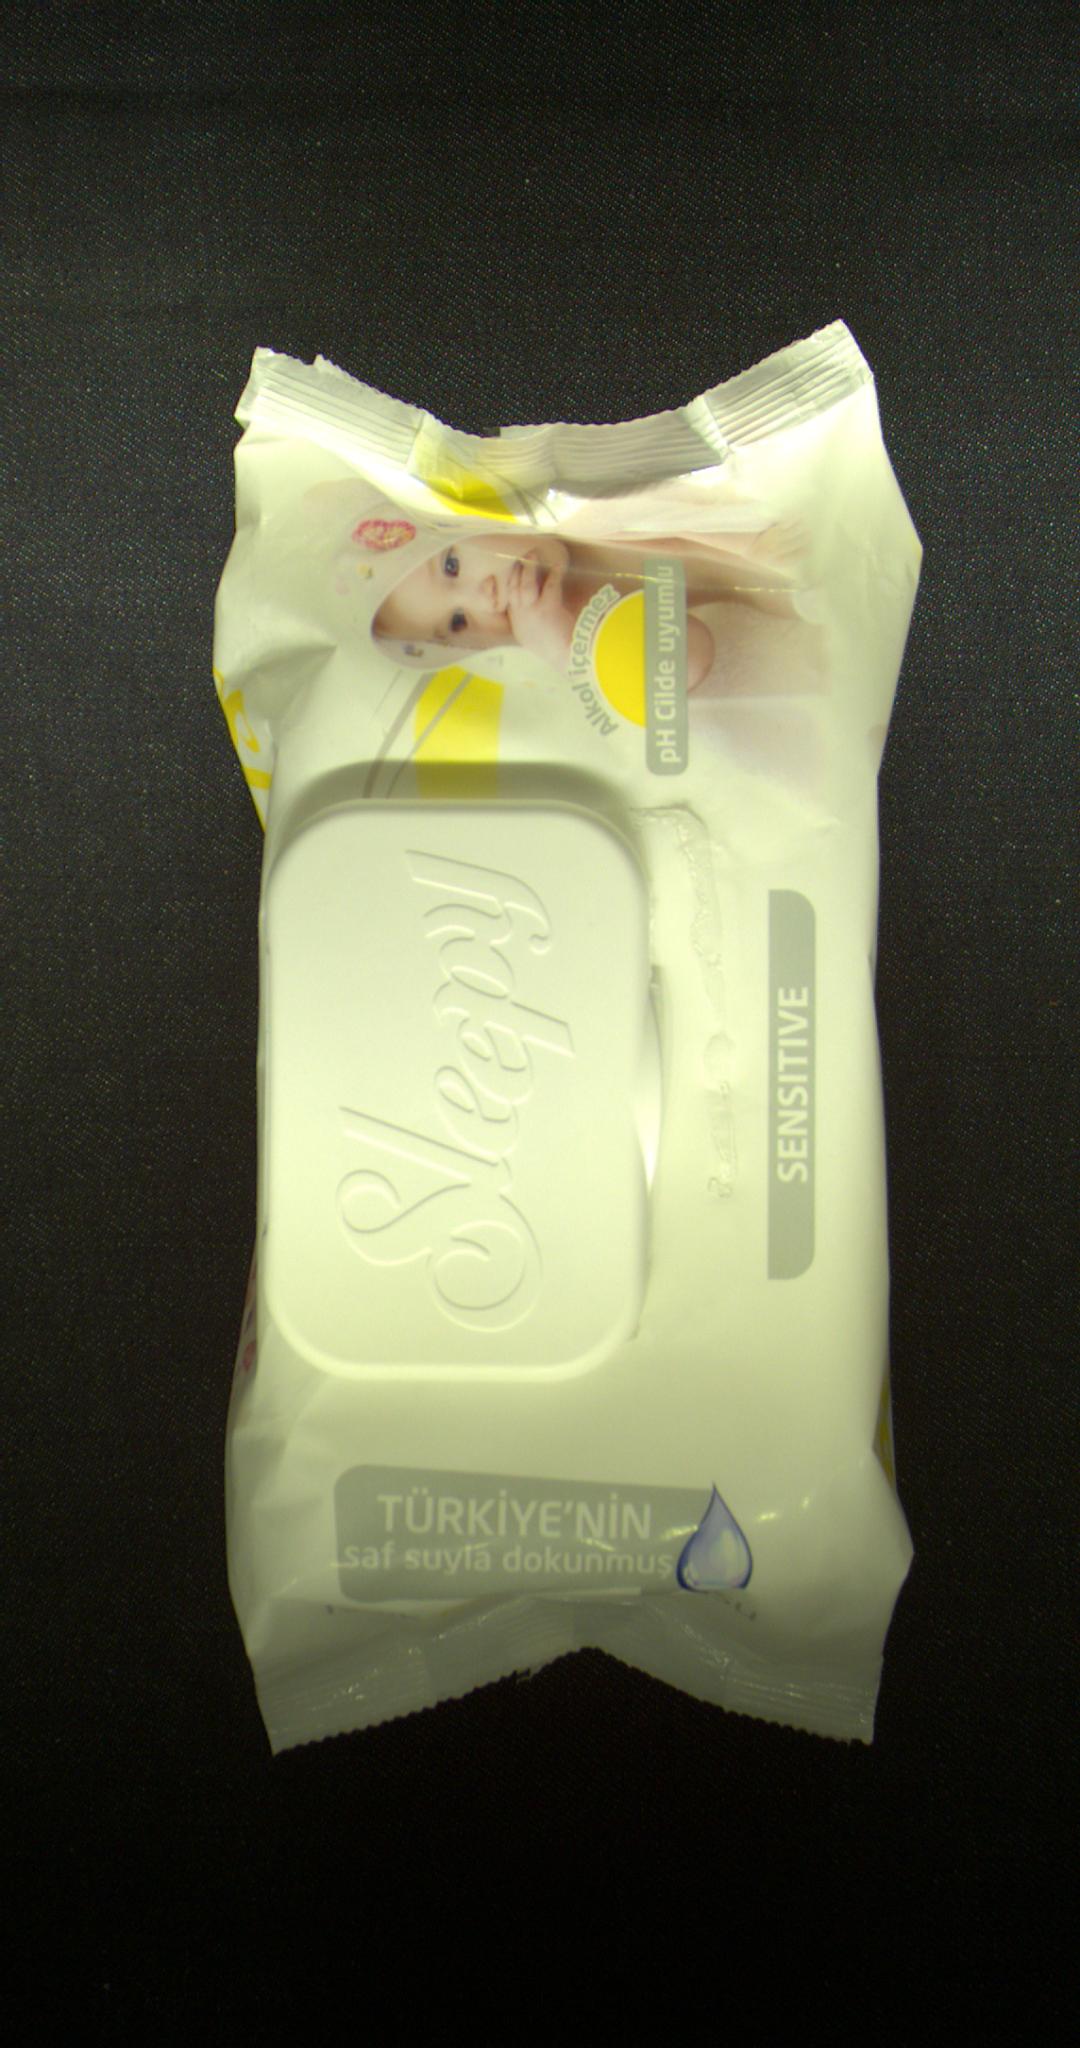 Alkol içermez
pH Cilde uyumlu
Sleepy
SENSITIVE
TÜRKİYE'NİN
saf suyla dokunmuş